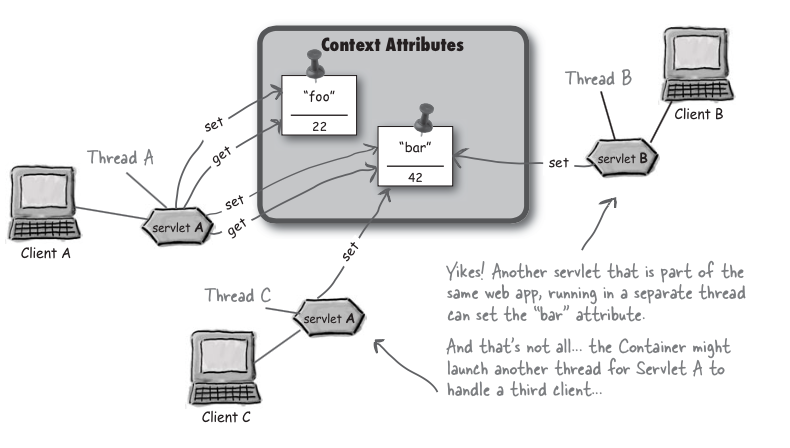 Context Attributes
"foo"
22
"bar"
42
set
get
set
get
set
set
Thread A
Client A
servlet A
Thread B
Client B
servlet B
Thread C
servlet A
Client C
Yikes! Another servlet that is part of the
same web app, running in a separate thread
can set the "bar" attribute.
And that's not all... the Container might
launch another thread for Servlet A to
handle a third client...